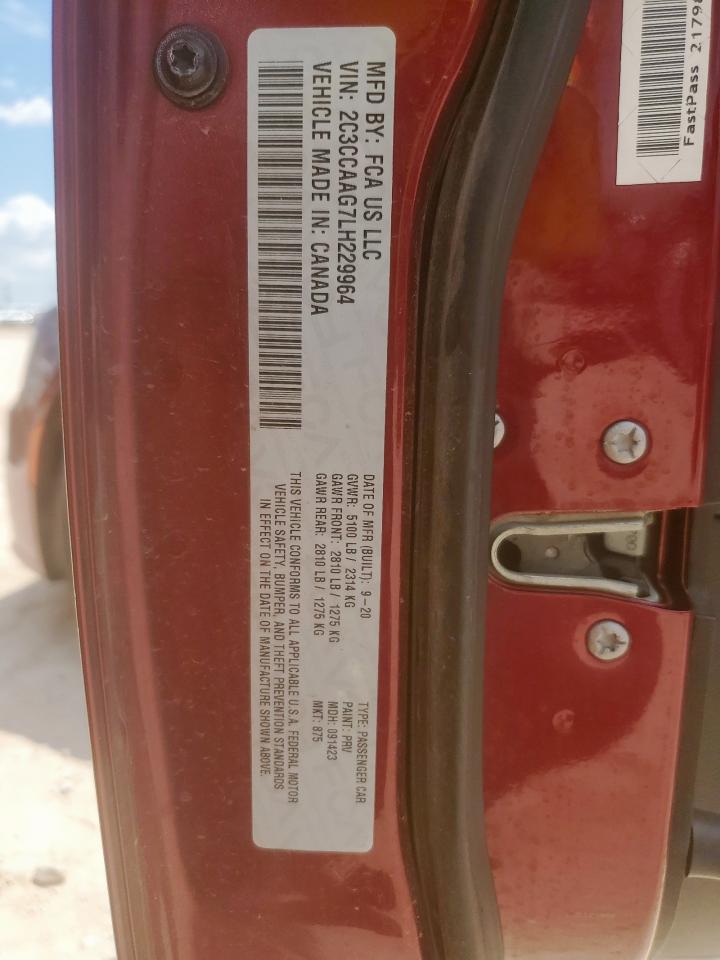 MFD BY: FCA US LLC
VIN: 2C3CCAAG7LH229964
VEHICLE MADE IN: CANADA
DATE OF MFR (BUILT): 9-20
GVWR: 5100 LB / 2314 KG
GAWR FRONT: 2810 LB / 1275 KG
GAWR REAR: 2810 LB / 1275 KG
TYPE: PASSENGER CAR
PAINT: PRV
MDH: 091423
MKT: 875
THIS VEHICLE CONFORMS TO ALL APPLICABLE U.S.A. FEDERAL MOTOR
VEHICLE SAFETY, BUMPER, AND THEFT PREVENTION STANDARDS
IN EFFECT ON THE DATE OF MANUFACTURE SHOWN ABOVE.
FastPass 2179